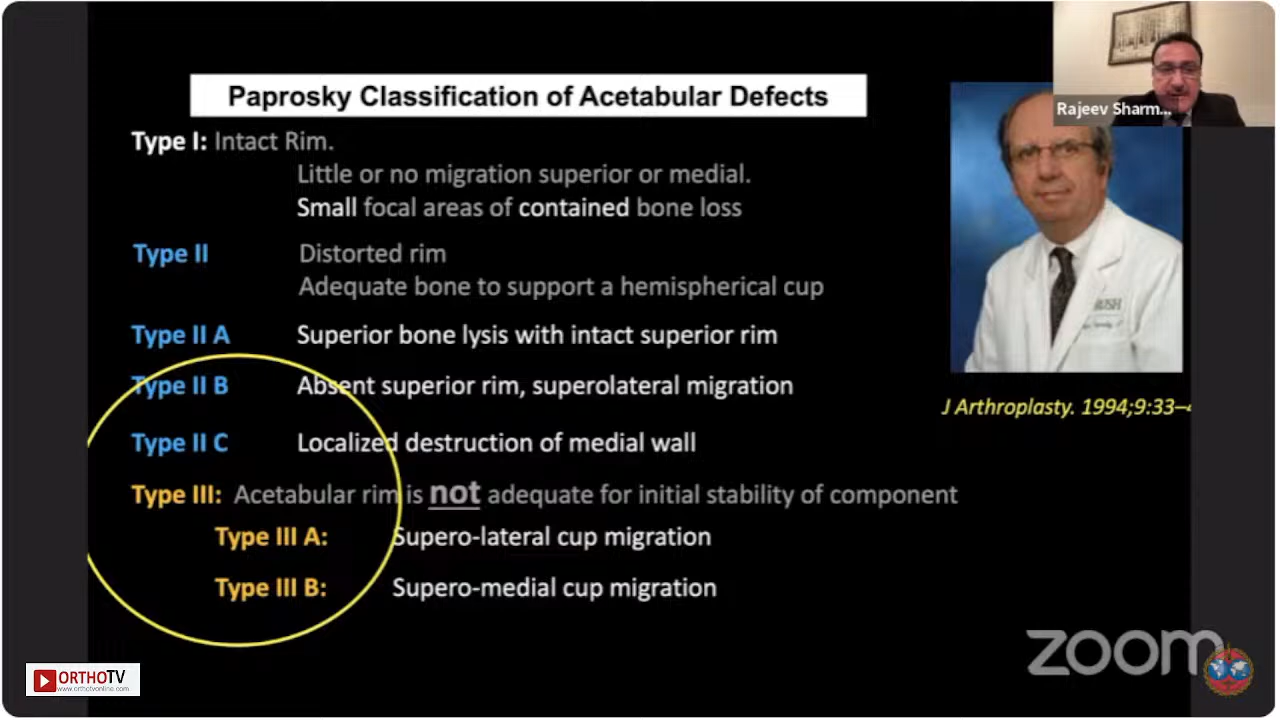 Paprosky Classification of Acetabular Defects
Rajeev Sharm...
Type I: Intact Rim.
Little or no migration superior or medial.
Small focal areas of contained bone loss
Type II Distorted rim
Adequate bone to support a hemispherical cup
Type II A Superior bone lysis with intact superior rim
Type II B Absent superior rim, superolateral migration
Type II C Localized destruction of medial wall
Type III: Acetabular rim is not adequate for initial stability of component
Type III A: Supero-lateral cup migration
Type III B: Supero-medial cup migration
J Arthroplasty. 1994;9:33–
zoom
ORTHOTV
www.orthotvonline.com